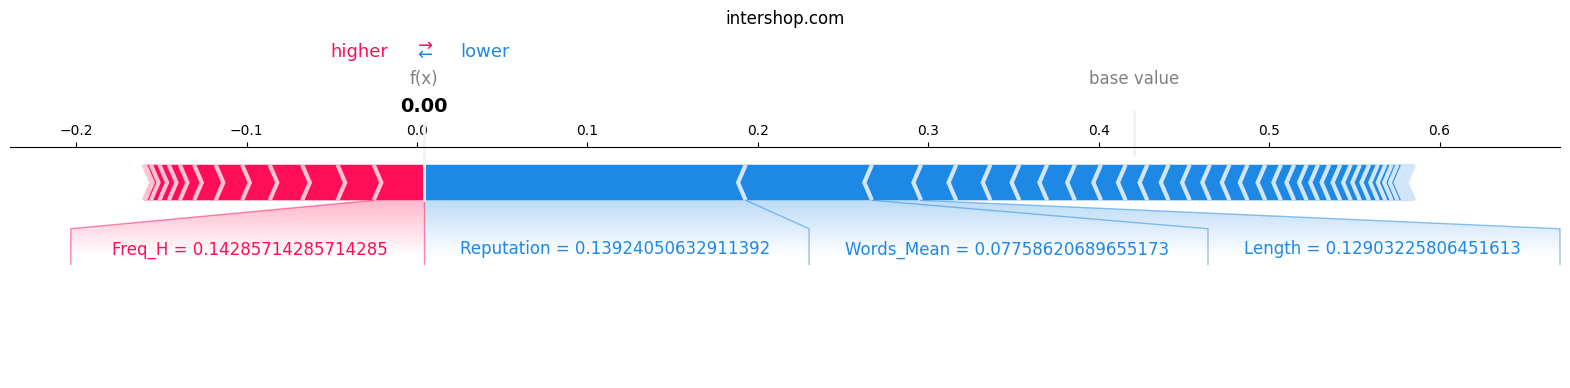 intershop.com
higher ⇄ lower
f(x) base value
0.00
−0.2 −0.1 0.0 0.1 0.2 0.3 0.4 0.5 0.6
Freq_H = 0.14285714285714285 Reputation = 0.13924050632911392 Words_Mean = 0.07758620689655173 Length = 0.12903225806451613